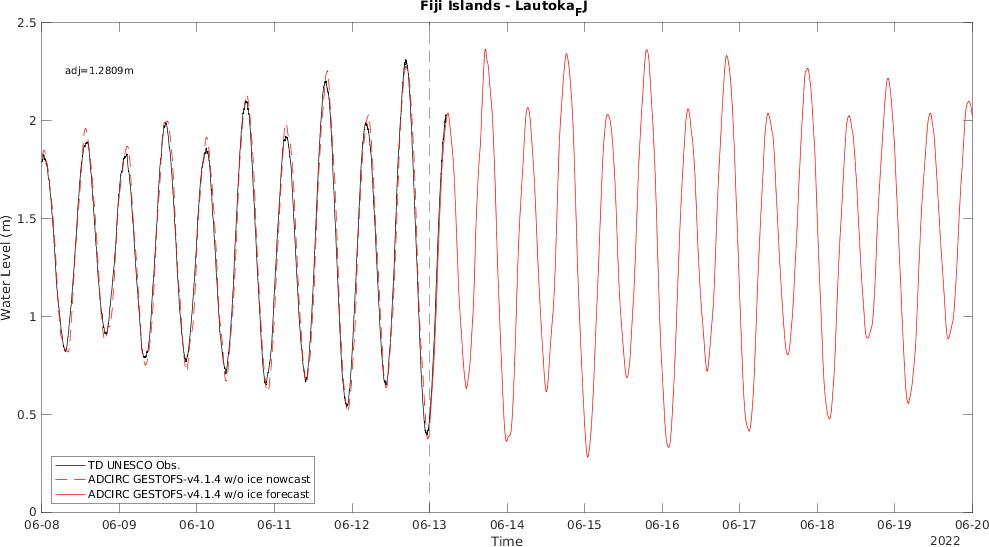 Fiji Islands - Lautoka_FJ
2.5
adj=1.2809m
2
1.5
Water Level (m)
1
0.5
TD UNESCO Obs.
ADCIRC GESTOFS-v4.1.4 w/o ice nowcast
ADCIRC GESTOFS-v4.1.4 w/o ice forecast
0
06-08 06-09 06-10 06-11 06-12 06-13 06-14 06-15 06-16 06-17 06-18 06-19 06-20
Time
2022